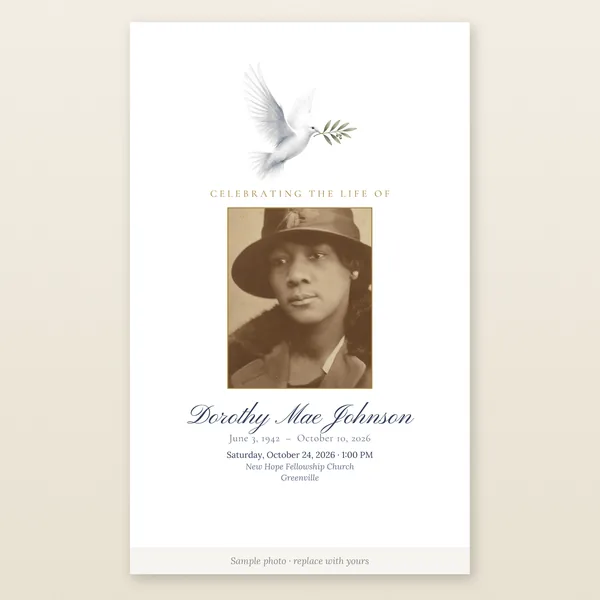 CELEBRATING THE LIFE OF
Dorothy Mae Johnson
June 3, 1942 – October 10, 2026
Saturday, October 24, 2026 · 1:00 PM
New Hope Fellowship Church
Greenville
Sample photo · replace with yours